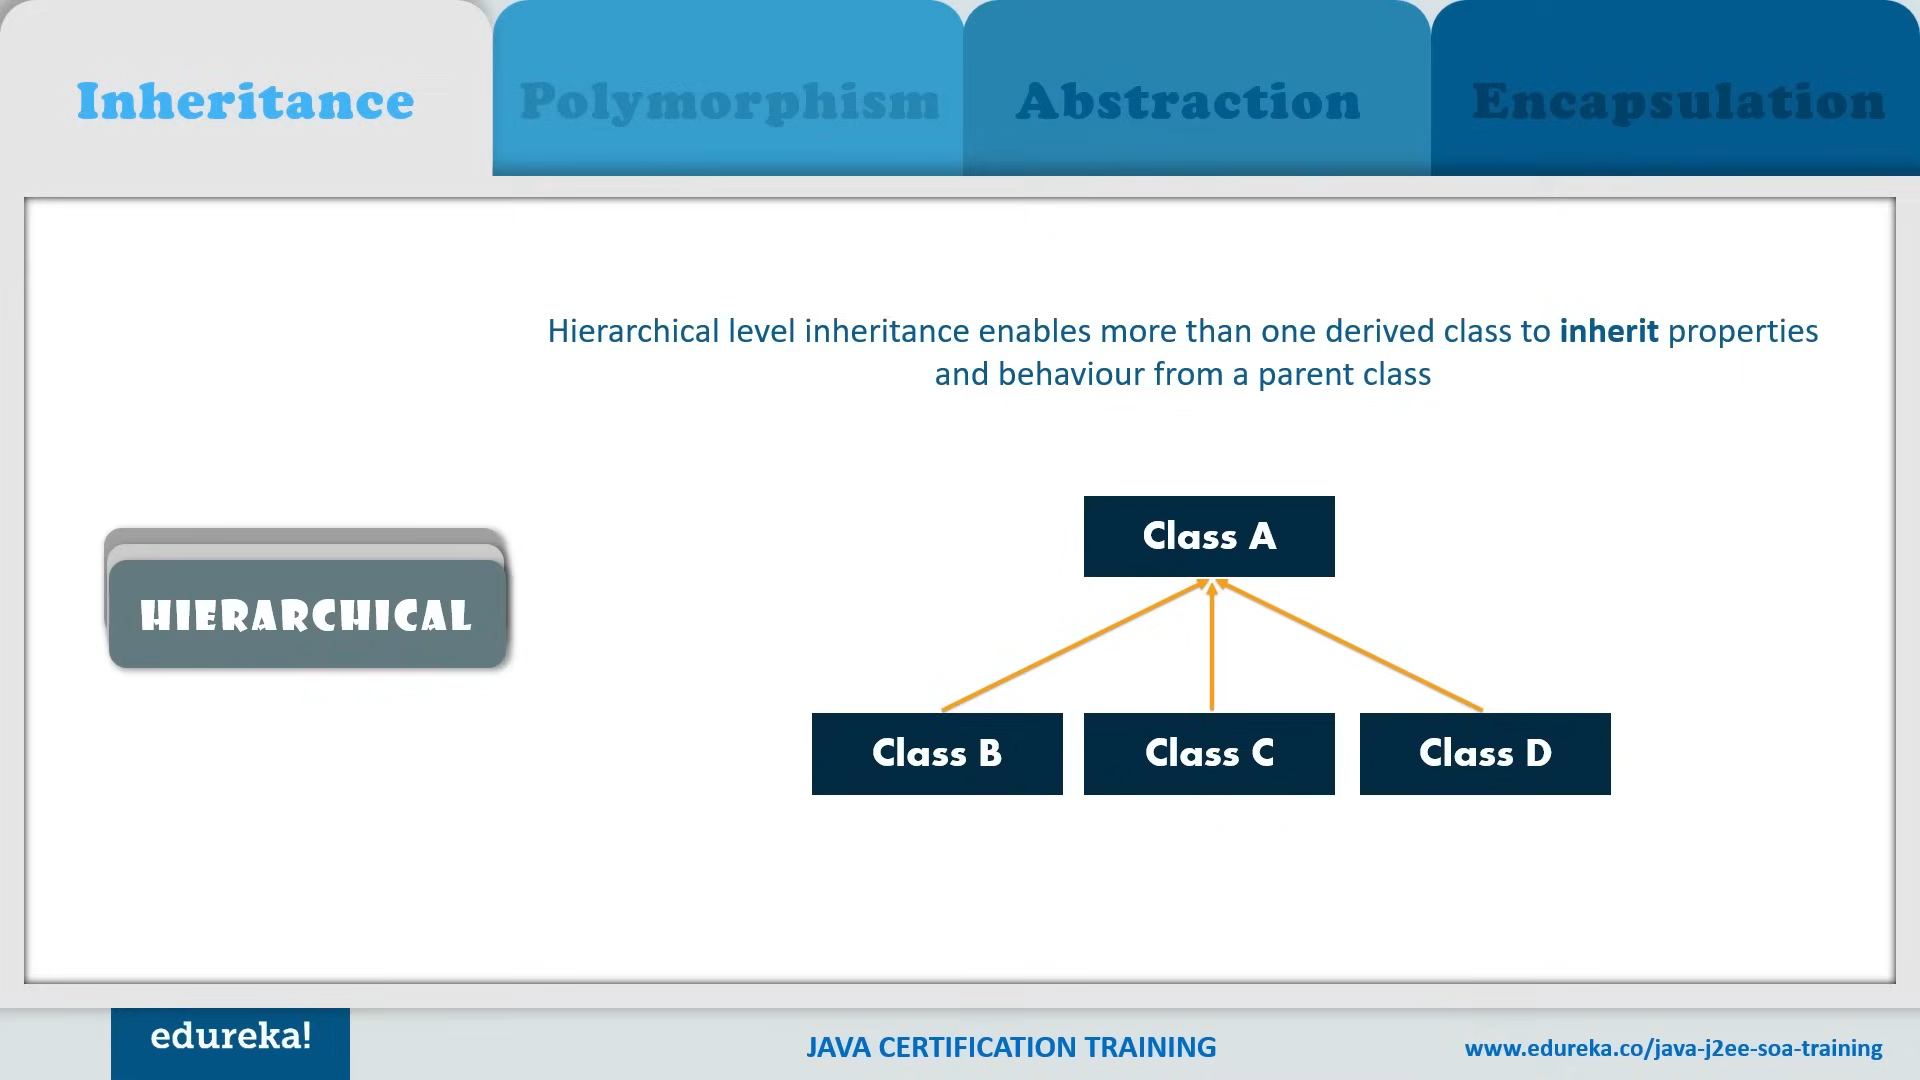 Inheritance
Polymorphism
Abstraction
Encapsulation
Hierarchical level inheritance enables more than one derived class to inherit properties
and behaviour from a parent class
Class A
HIERARCHICAL
Class B
Class C
Class D
edureka!
JAVA CERTIFICATION TRAINING
www.edureka.co/java-j2ee-soa-training